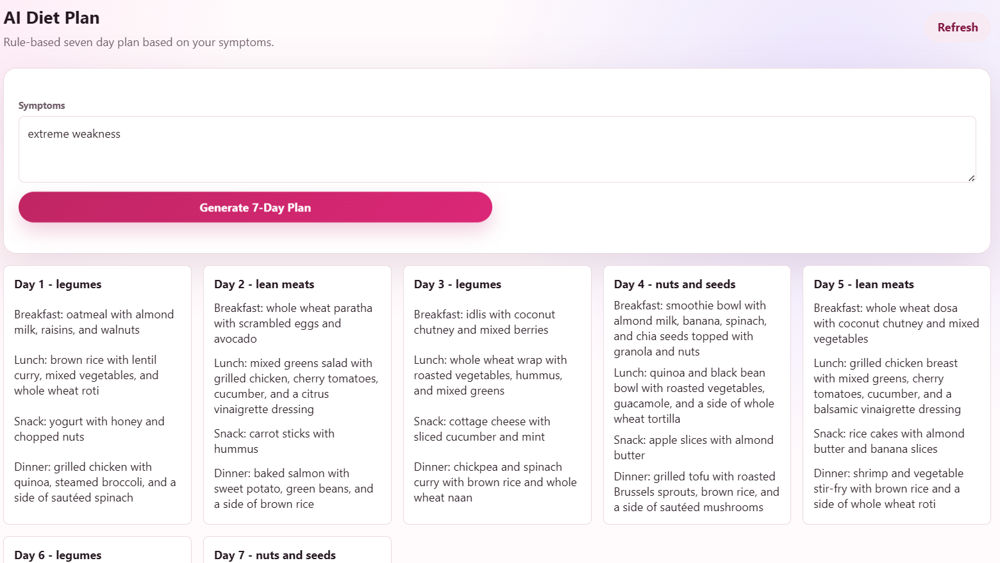 AI Diet Plan
Rule-based seven day plan based on your symptoms.
Refresh
Symptoms
extreme weakness
Generate 7-Day Plan
Day 1 - legumes
Breakfast: oatmeal with almond
milk, raisins, and walnuts
Lunch: brown rice with lentil
curry, mixed vegetables, and
whole wheat roti
Snack: yogurt with honey and
chopped nuts
Dinner: grilled chicken with
quinoa, steamed broccoli, and a
side of sautéed spinach
Day 2 - lean meats
Breakfast: whole wheat paratha
with scrambled eggs and
avocado
Lunch: mixed greens salad with
grilled chicken, cherry tomatoes,
cucumber, and a citrus
vinaigrette dressing
Snack: carrot sticks with
hummus
Dinner: baked salmon with
sweet potato, green beans, and
a side of brown rice
Day 3 - legumes
Breakfast: idlis with coconut
chutney and mixed berries
Lunch: whole wheat wrap with
roasted vegetables, hummus,
and mixed greens
Snack: cottage cheese with
sliced cucumber and mint
Dinner: chickpea and spinach
curry with brown rice and whole
wheat naan
Day 4 - nuts and seeds
Breakfast: smoothie bowl with
almond milk, banana, spinach,
and chia seeds topped with
granola and nuts
Lunch: quinoa and black bean
bowl with roasted vegetables,
guacamole, and a side of whole
wheat tortilla
Snack: apple slices with almond
butter
Dinner: grilled tofu with roasted
Brussels sprouts, brown rice, and
a side of sautéed mushrooms
Day 5 - lean meats
Breakfast: whole wheat dosa
with coconut chutney and mixed
vegetables
Lunch: grilled chicken breast
with mixed greens, cherry
tomatoes, cucumber, and a
balsamic vinaigrette dressing
Snack: rice cakes with almond
butter and banana slices
Dinner: shrimp and vegetable
stir-fry with brown rice and a
side of whole wheat roti
Day 6 - legumes
Day 7 - nuts and seeds